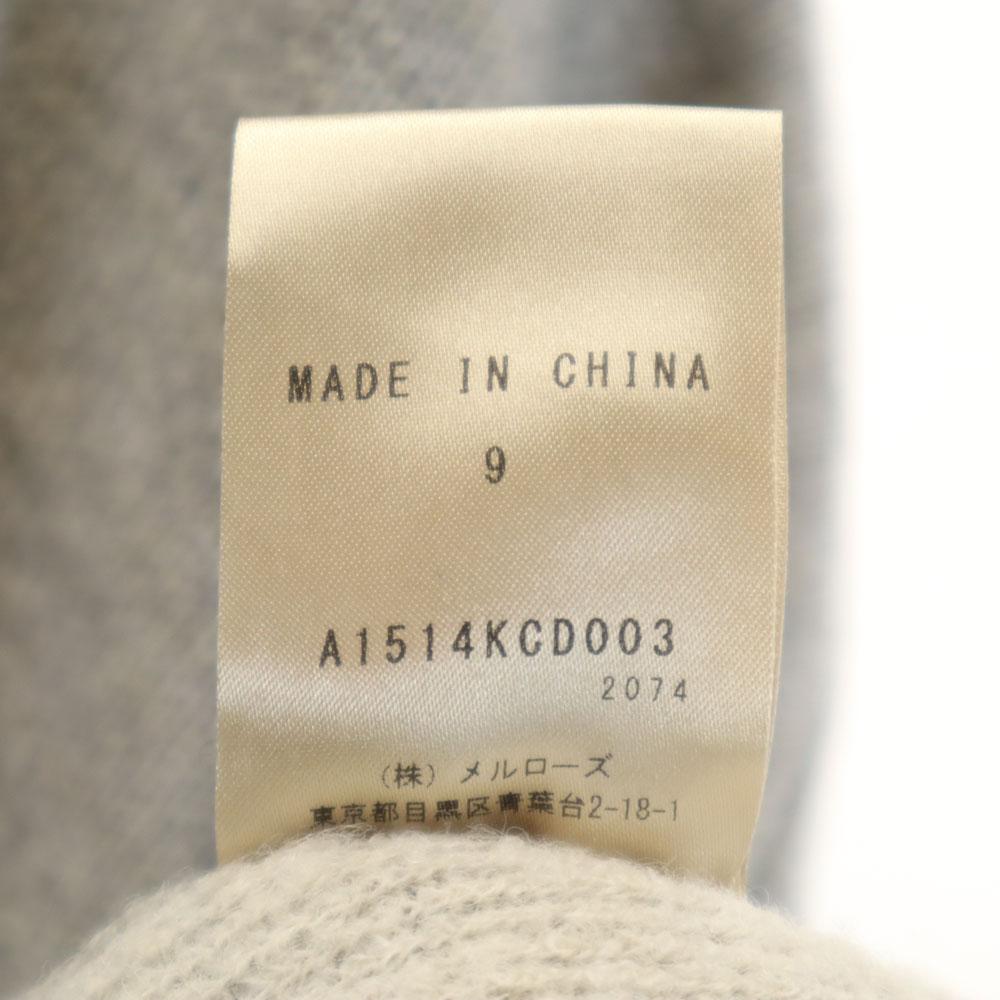 MADE IN CHINA
9
A1514KCD003
2074
(株) メルローズ
東京都目黒区青葉台2-18-1